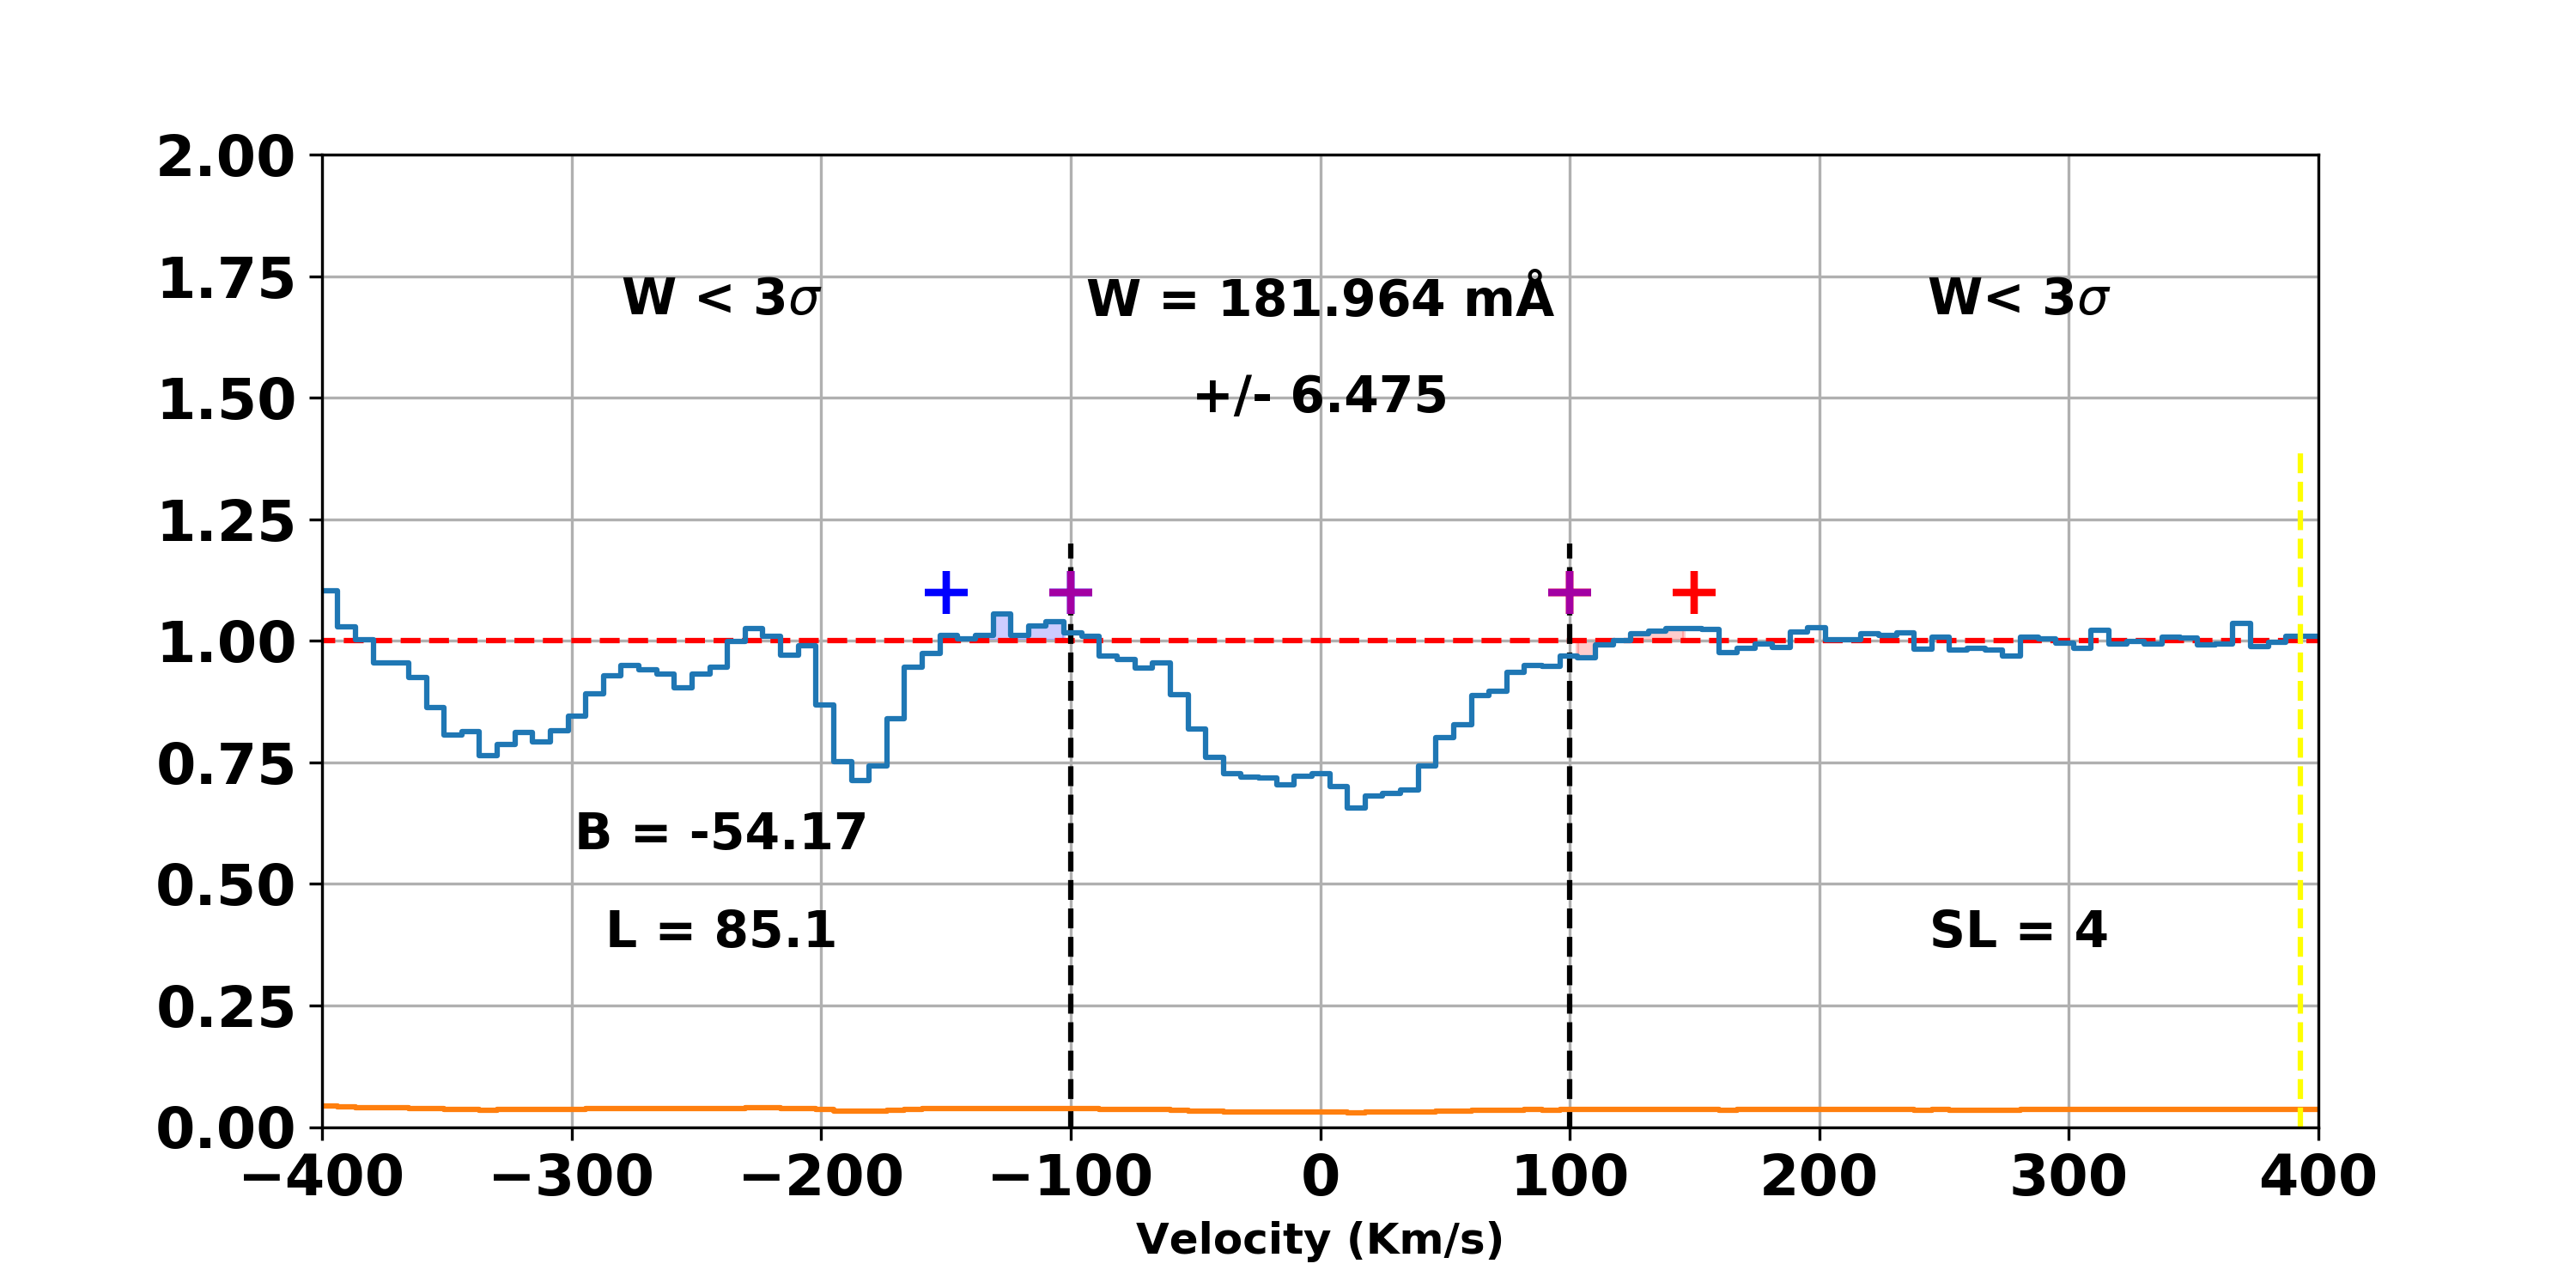 2.00
1.75
W < 3σ
W = 181.964 mÅ
W< 3σ
1.50
+/- 6.475
1.25
1.00
0.75
B = -54.17
0.50
L = 85.1
SL = 4
0.25
0.00
−400 −300 −200 −100 0 100 200 300 400
Velocity (Km/s)